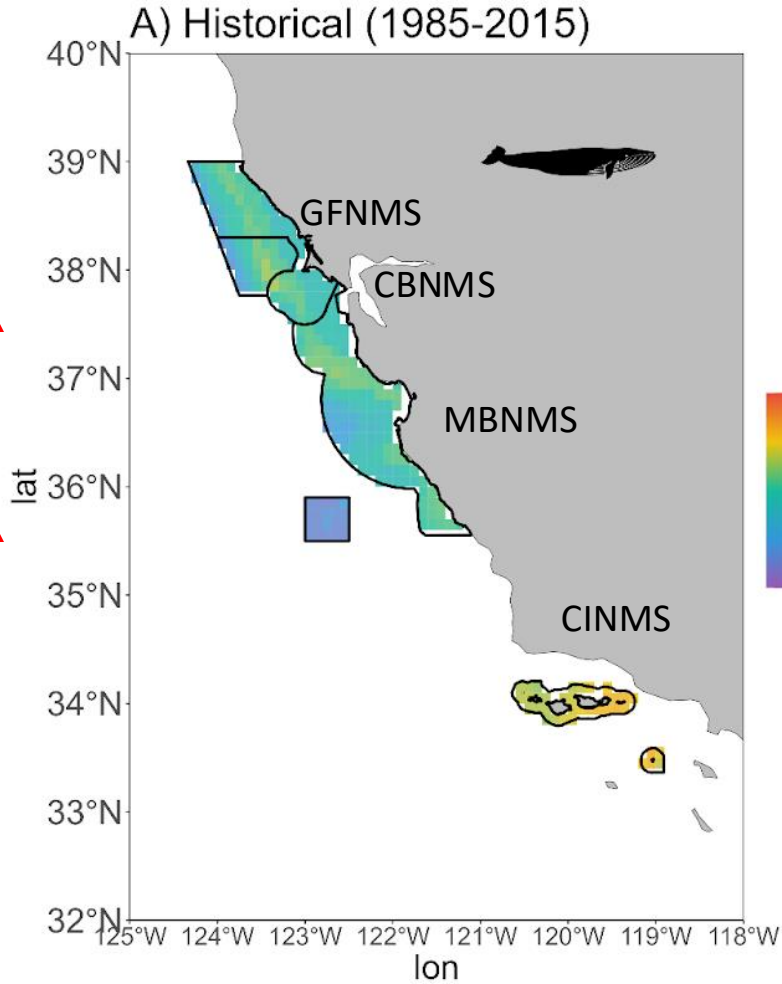 A) Historical (1985-2015)
40°N
39°N
GFNMS
38°N
CBNMS
37°N
MBNMS
lat
36°N
35°N
CINMS
34°N
33°N
32°N
125°W 124°W 123°W 122°W 121°W 120°W 119°W 118°W
lon